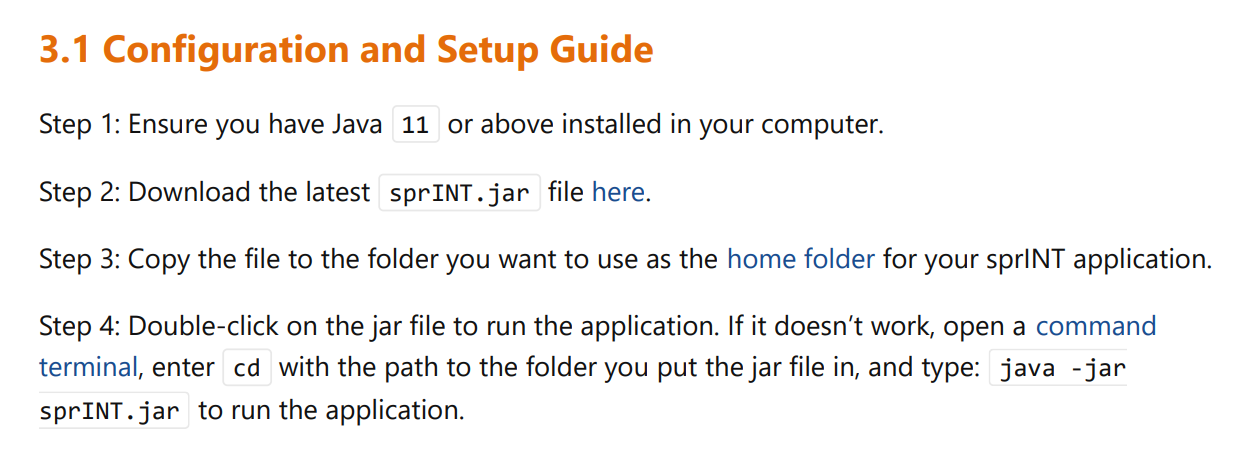 3.1 Configuration and Setup Guide
Step 1: Ensure you have Java 11 or above installed in your computer.
Step 2: Download the latest sprINT.jar file here.
Step 3: Copy the file to the folder you want to use as the home folder for your sprINT application.
Step 4: Double-click on the jar file to run the application. If it doesn’t work, open a command
terminal, enter cd with the path to the folder you put the jar file in, and type: java -jar
sprINT.jar to run the application.